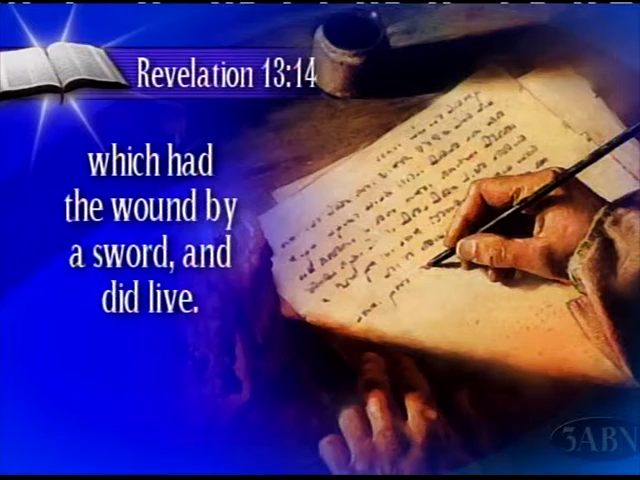 Revelation 13:14
which had
the wound by
a sword, and
did live.
3ABN